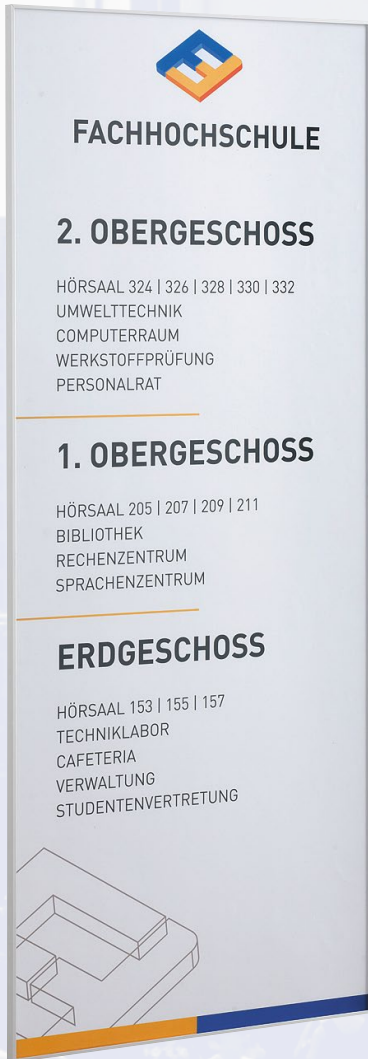 FACHHOCHSCHULE
2. OBERGESCHOSS
HÖRSAAL 324 | 326 | 328 | 330 | 332
UMWELTTECHNIK
COMPUTERRAUM
WERKSTOFFPRÜFUNG
PERSONALRAT
1. OBERGESCHOSS
HÖRSAAL 205 | 207 | 209 | 211
BIBLIOTHEK
RECHENZENTRUM
SPRACHENZENTRUM
ERDGESCHOSS
HÖRSAAL 153 | 155 | 157
TECHNIKLABOR
CAFETERIA
VERWALTUNG
STUDENTENVERTRETUNG